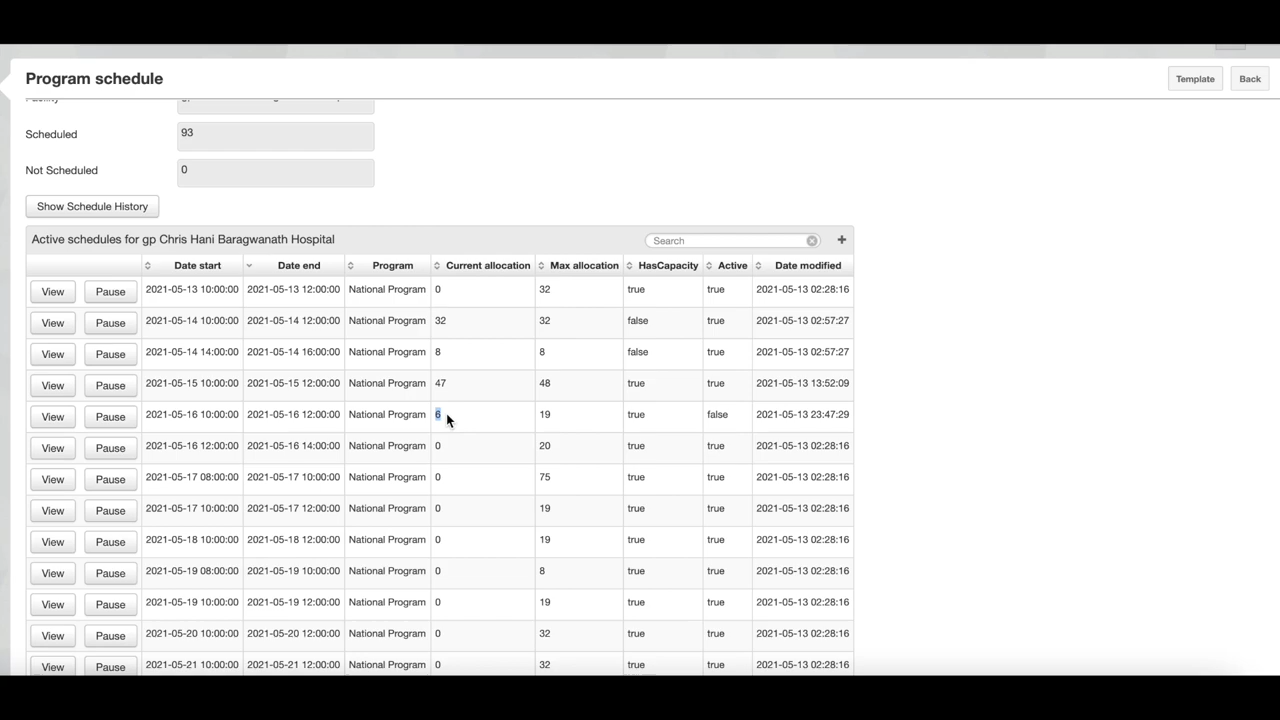 Program schedule
Template
Back
Scheduled
93
Not Scheduled
0
Show Schedule History
Active schedules for gp Chris Hani Baragwanath Hospital
Search
+
Date start Date end Program Current allocation Max allocation HasCapacity Active Date modified
View Pause 2021-05-13 10:00:00 2021-05-13 12:00:00 National Program 0 32 true true 2021-05-13 02:28:16
View Pause 2021-05-14 10:00:00 2021-05-14 12:00:00 National Program 32 32 false true 2021-05-13 02:57:27
View Pause 2021-05-14 14:00:00 2021-05-14 16:00:00 National Program 8 8 false true 2021-05-13 02:57:27
View Pause 2021-05-15 10:00:00 2021-05-15 12:00:00 National Program 47 48 true true 2021-05-13 13:52:09
View Pause 2021-05-16 10:00:00 2021-05-16 12:00:00 National Program 6 19 true false 2021-05-13 23:47:29
View Pause 2021-05-16 12:00:00 2021-05-16 14:00:00 National Program 0 20 true true 2021-05-13 02:28:16
View Pause 2021-05-17 08:00:00 2021-05-17 10:00:00 National Program 0 75 true true 2021-05-13 02:28:16
View Pause 2021-05-17 10:00:00 2021-05-17 12:00:00 National Program 0 19 true true 2021-05-13 02:28:16
View Pause 2021-05-18 10:00:00 2021-05-18 12:00:00 National Program 0 19 true true 2021-05-13 02:28:16
View Pause 2021-05-19 08:00:00 2021-05-19 10:00:00 National Program 0 8 true true 2021-05-13 02:28:16
View Pause 2021-05-19 10:00:00 2021-05-19 12:00:00 National Program 0 19 true true 2021-05-13 02:28:16
View Pause 2021-05-20 10:00:00 2021-05-20 12:00:00 National Program 0 32 true true 2021-05-13 02:28:16
View Pause 2021-05-21 10:00:00 2021-05-21 12:00:00 National Program 0 32 true true 2021-05-13 02:28:16